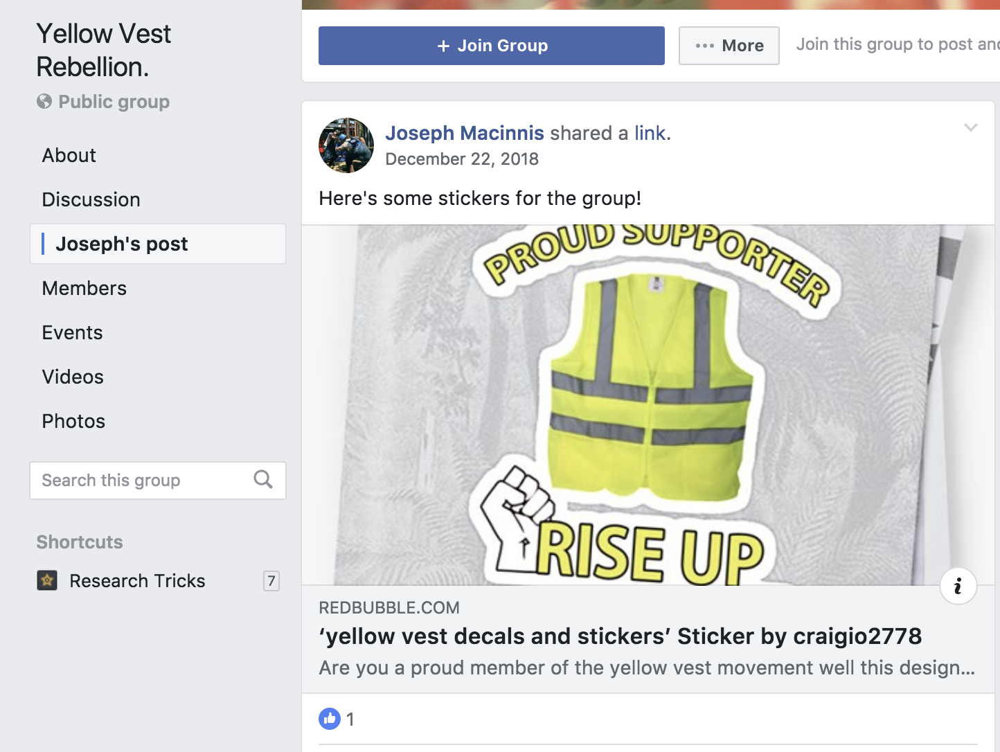 Yellow Vest
Rebellion.
Public group
About
Discussion
Joseph's post
Members
Events
Videos
Photos
Search this group
Shortcuts
Research Tricks 7
+ Join Group
••• More
Join this group to post and
Joseph Macinnis shared a link.
December 22, 2018
Here's some stickers for the group!
PROUD SUPPORTER
RISE UP
i
REDBUBBLE.COM
‘yellow vest decals and stickers’ Sticker by craigio2778
Are you a proud member of the yellow vest movement well this design...
1